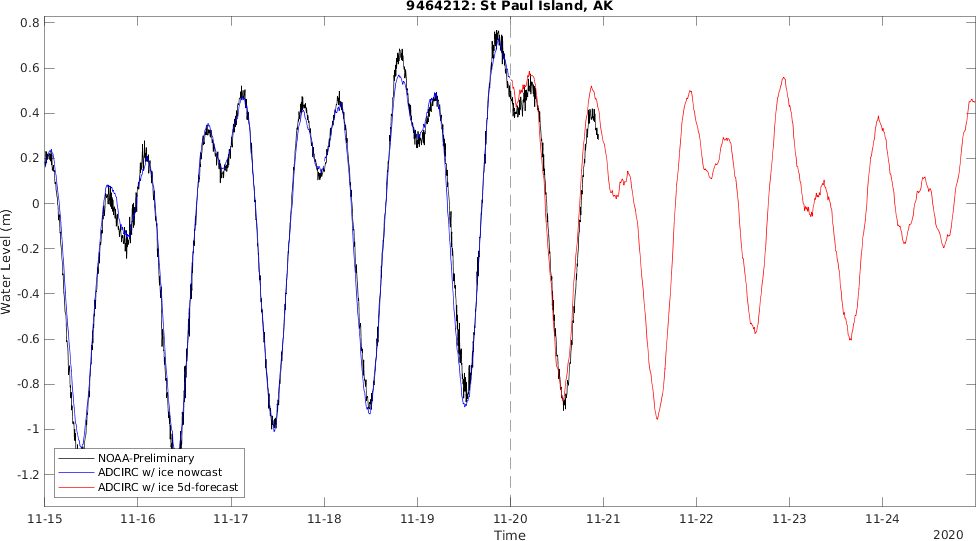 9464212: St Paul Island, AK
0.8
0.6
0.4
0.2
0
-0.2
-0.4
-0.6
-0.8
-1
-1.2
Water Level (m)
NOAA-Preliminary
ADCIRC w/ ice nowcast
ADCIRC w/ ice 5d-forecast
11-15 11-16 11-17 11-18 11-19 11-20 11-21 11-22 11-23 11-24
Time
2020